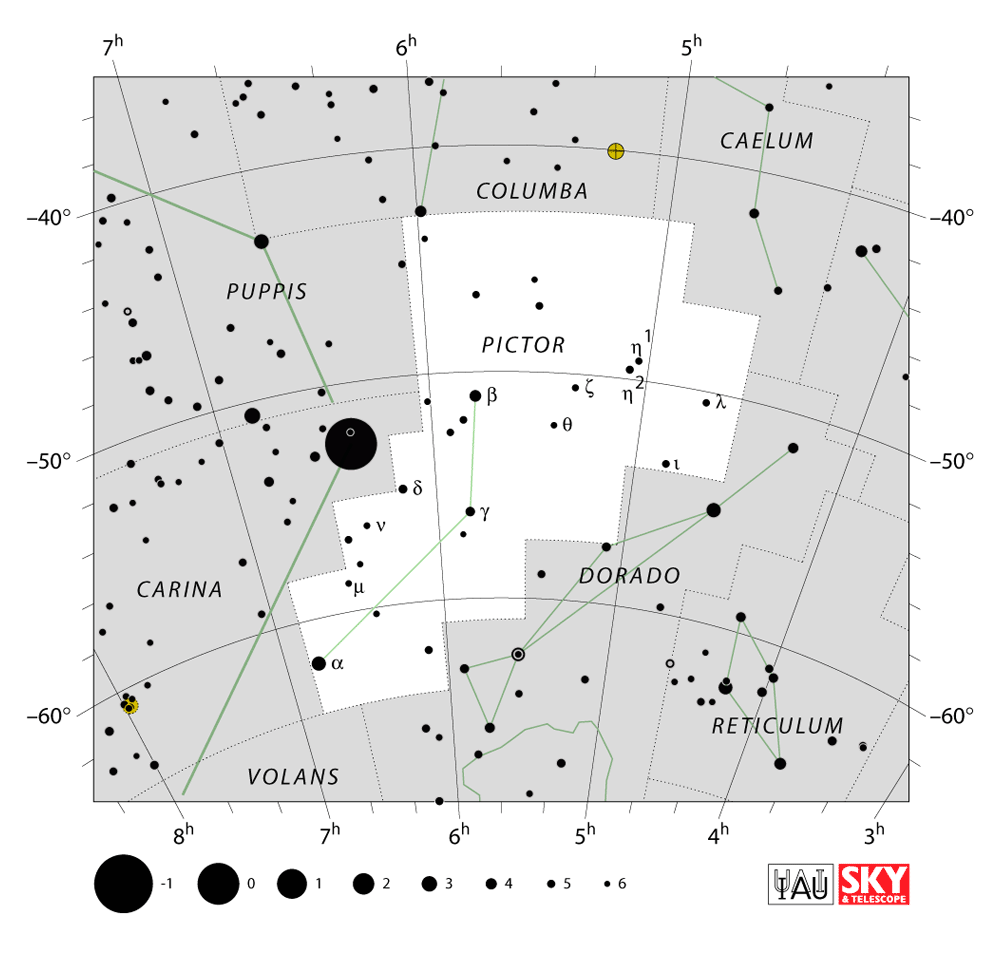 7h 6h 5h
CAELUM
COLUMBA
–40° –40°
PUPPIS
PICTOR
η1
η2
β ζ λ
θ
–50° –50°
ι
δ
γ
ν
DORADO
CARINA
μ
α
–60° –60°
RETICULUM
VOLANS
8h 7h 6h 5h 4h 3h
-1 0 1 2 3 4 5 6
UAI
IAU
SKY
& TELESCOPE